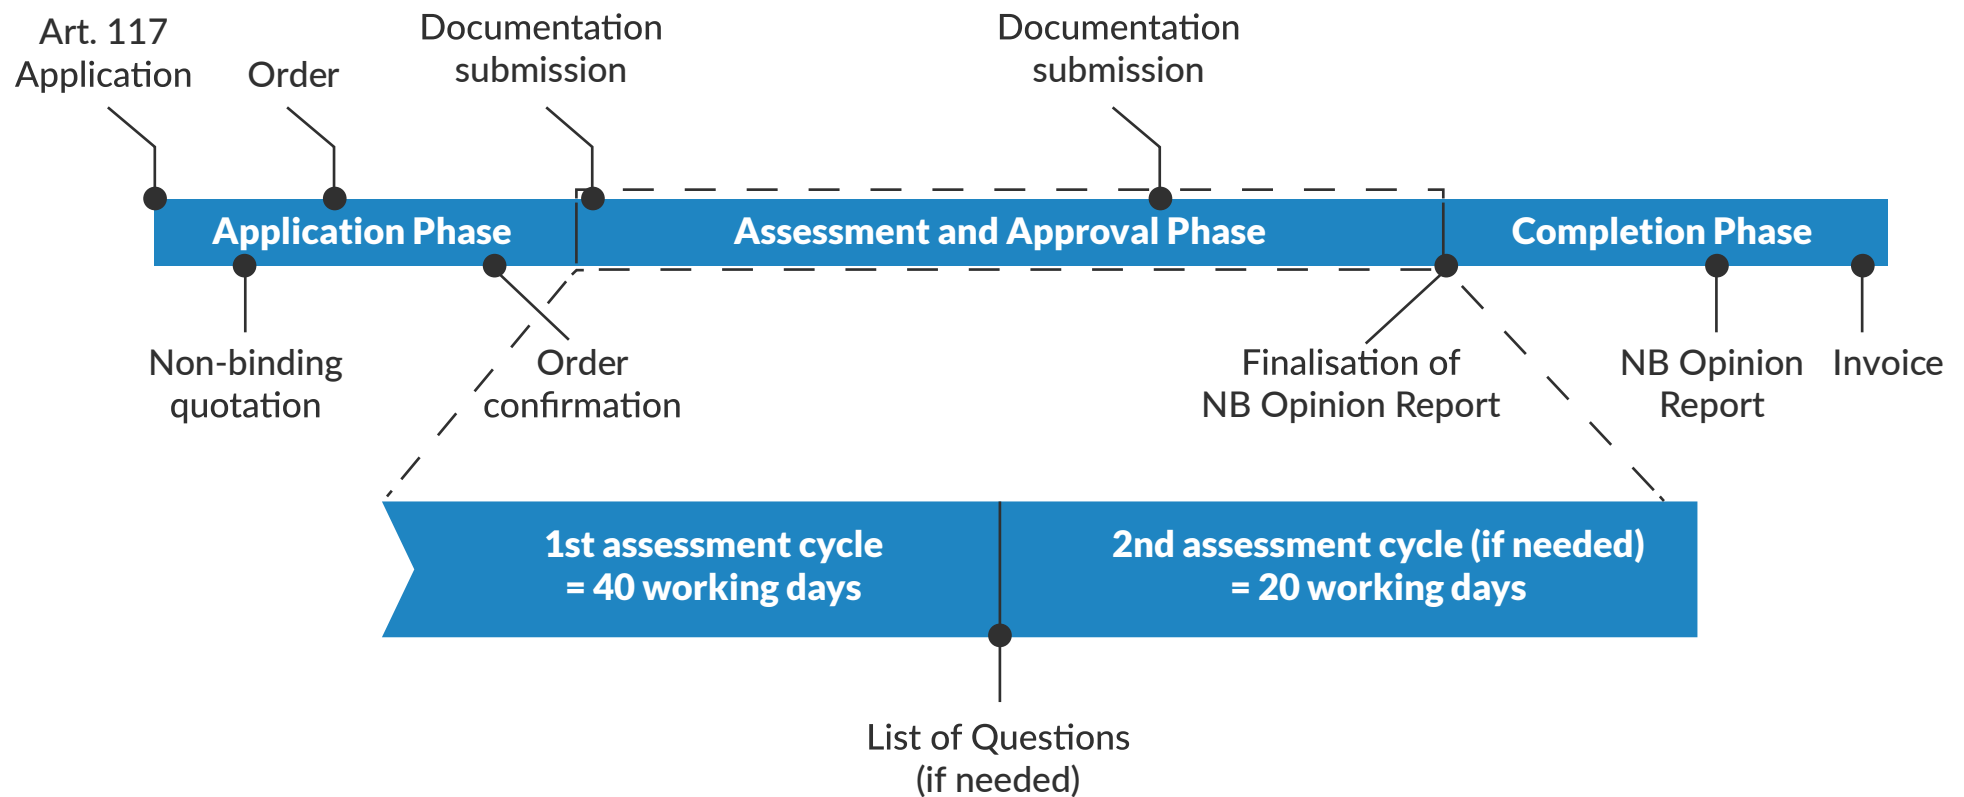 Art. 117
Application
Order
Documentation
submission
Documentation
submission
Application Phase
Assessment and Approval Phase
Completion Phase
Non-binding
quotation
Order
confirmation
Finalisation of
NB Opinion Report
NB Opinion
Report
Invoice
1st assessment cycle
= 40 working days
2nd assessment cycle (if needed)
= 20 working days
List of Questions
(if needed)